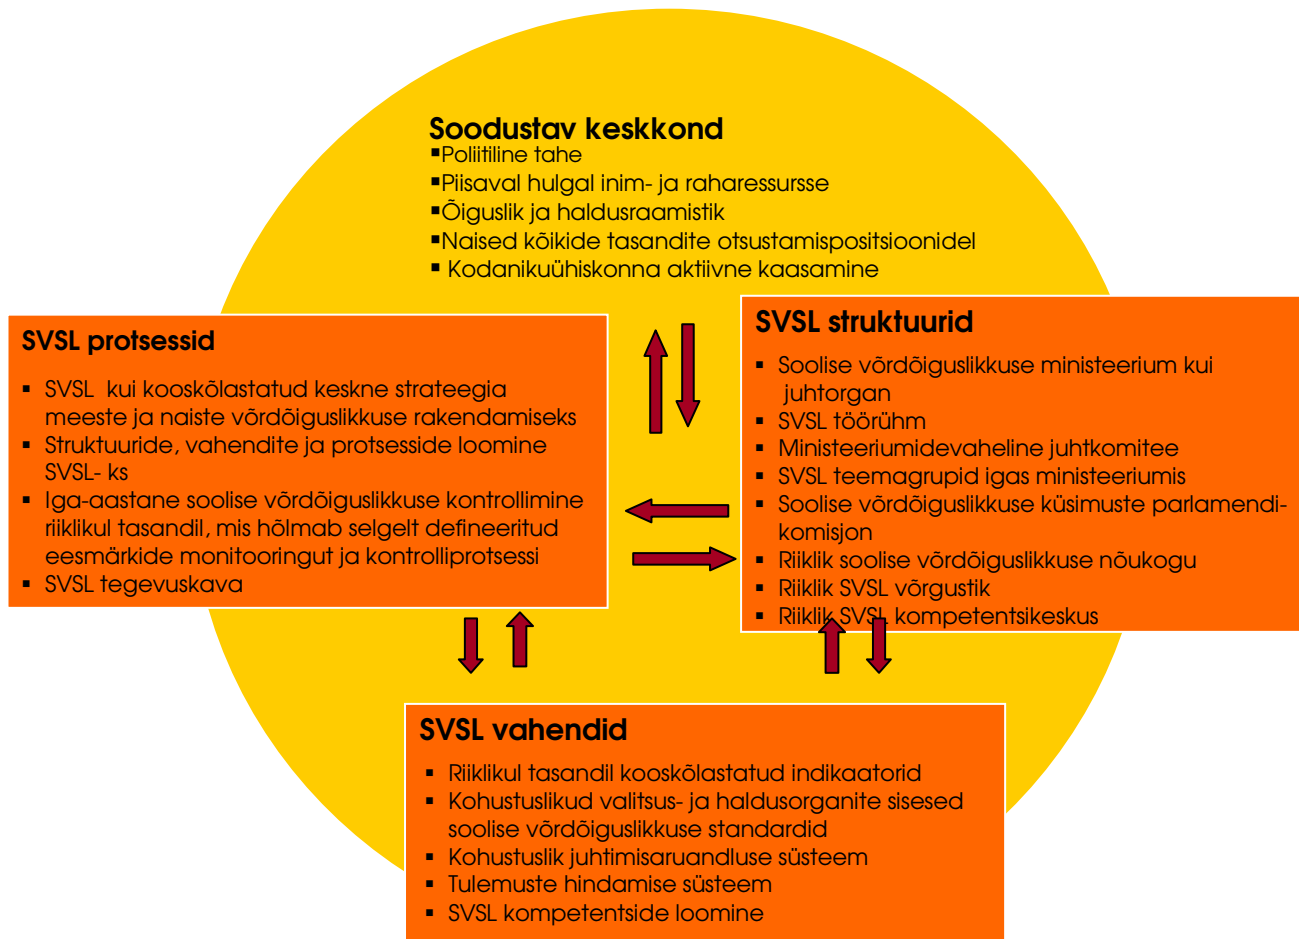 Soodustav keskkond
▪Poliitiline tahe
▪Piisaval hulgal inim- ja raharessursse
▪Õiguslik ja haldusraamistik
▪Naised kõikide tasandite otsustamispositsioonidel
▪ Kodanikuühiskonna aktiivne kaasamine
SVSL protsessid
▪ SVSL kui kooskõlastatud keskne strateegia
meeste ja naiste võrdõiguslikkuse rakendamiseks
▪ Struktuuride, vahendite ja protsesside loomine
SVSL- ks
▪ Iga-aastane soolise võrdõiguslikkuse kontrollimine
riiklikul tasandil, mis hõlmab selgelt defineeritud
eesmärkide monitooringut ja kontrolliprotsessi
▪ SVSL tegevuskava
SVSL struktuurid
▪ Soolise võrdõiguslikkuse ministeerium kui
juhtorgan
▪ SVSL töörühm
▪ Ministeeriumidevaheline juhtkomitee
▪ SVSL teemagrupid igas ministeeriumis
▪ Soolise võrdõiguslikkuse küsimuste parlamendi-
komisjon
▪ Riiklik soolise võrdõiguslikkuse nõukogu
▪ Riiklik SVSL võrgustik
▪ Riiklik SVSL kompetentsikeskus
SVSL vahendid
▪ Riiklikul tasandil kooskõlastatud indikaatorid
▪ Kohustuslikud valitsus- ja haldusorganite sisesed
soolise võrdõiguslikkuse standardid
▪ Kohustuslik juhtimisaruandluse süsteem
▪ Tulemuste hindamise süsteem
▪ SVSL kompetentside loomine